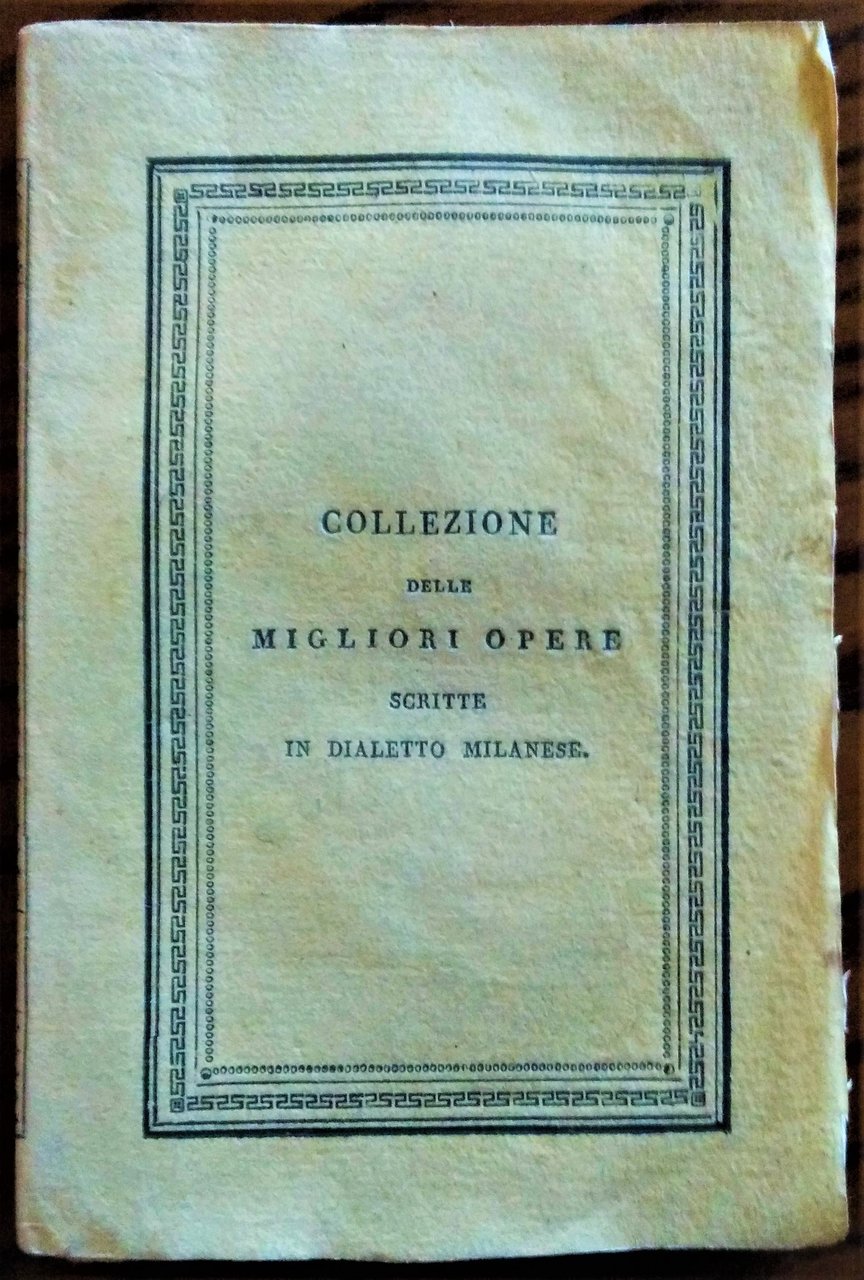 COLLEZIONE
DELLE
MIGLIORI OPERE
SCRITTE
IN DIALETTO MILANESE.